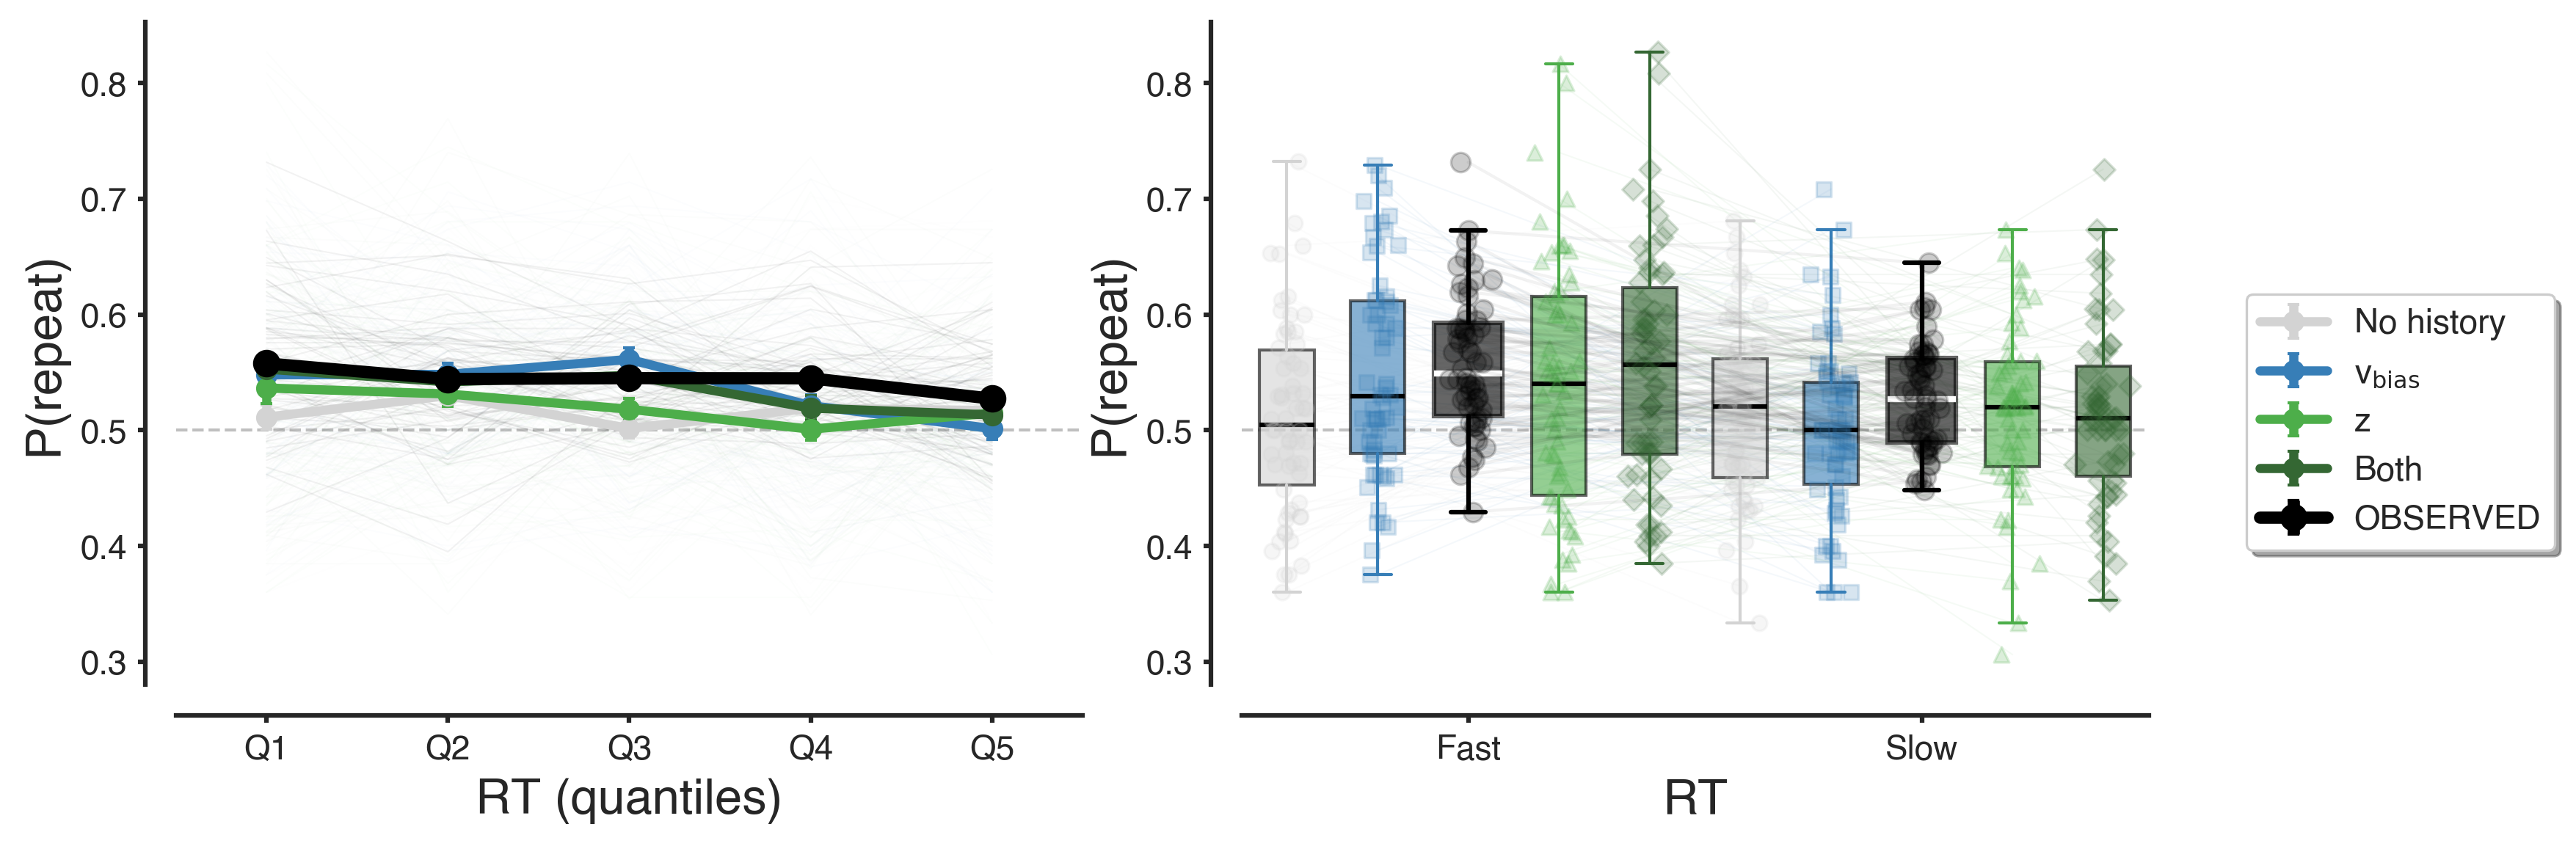 P(repeat)
0.8
0.7
0.6
0.5
0.4
0.3
Q1 Q2 Q3 Q4 Q5
RT (quantiles)
P(repeat)
0.8
0.7
0.6
0.5
0.4
0.3
Fast Slow
RT
No history
v_bias
z
Both
OBSERVED